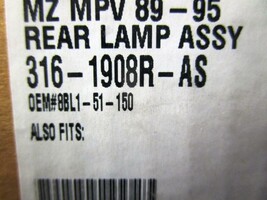 MZ MPV 89-95
REAR LAMP ASSY
316-1908R-AS
OEM#8BL1-51-150
ALSO FITS: